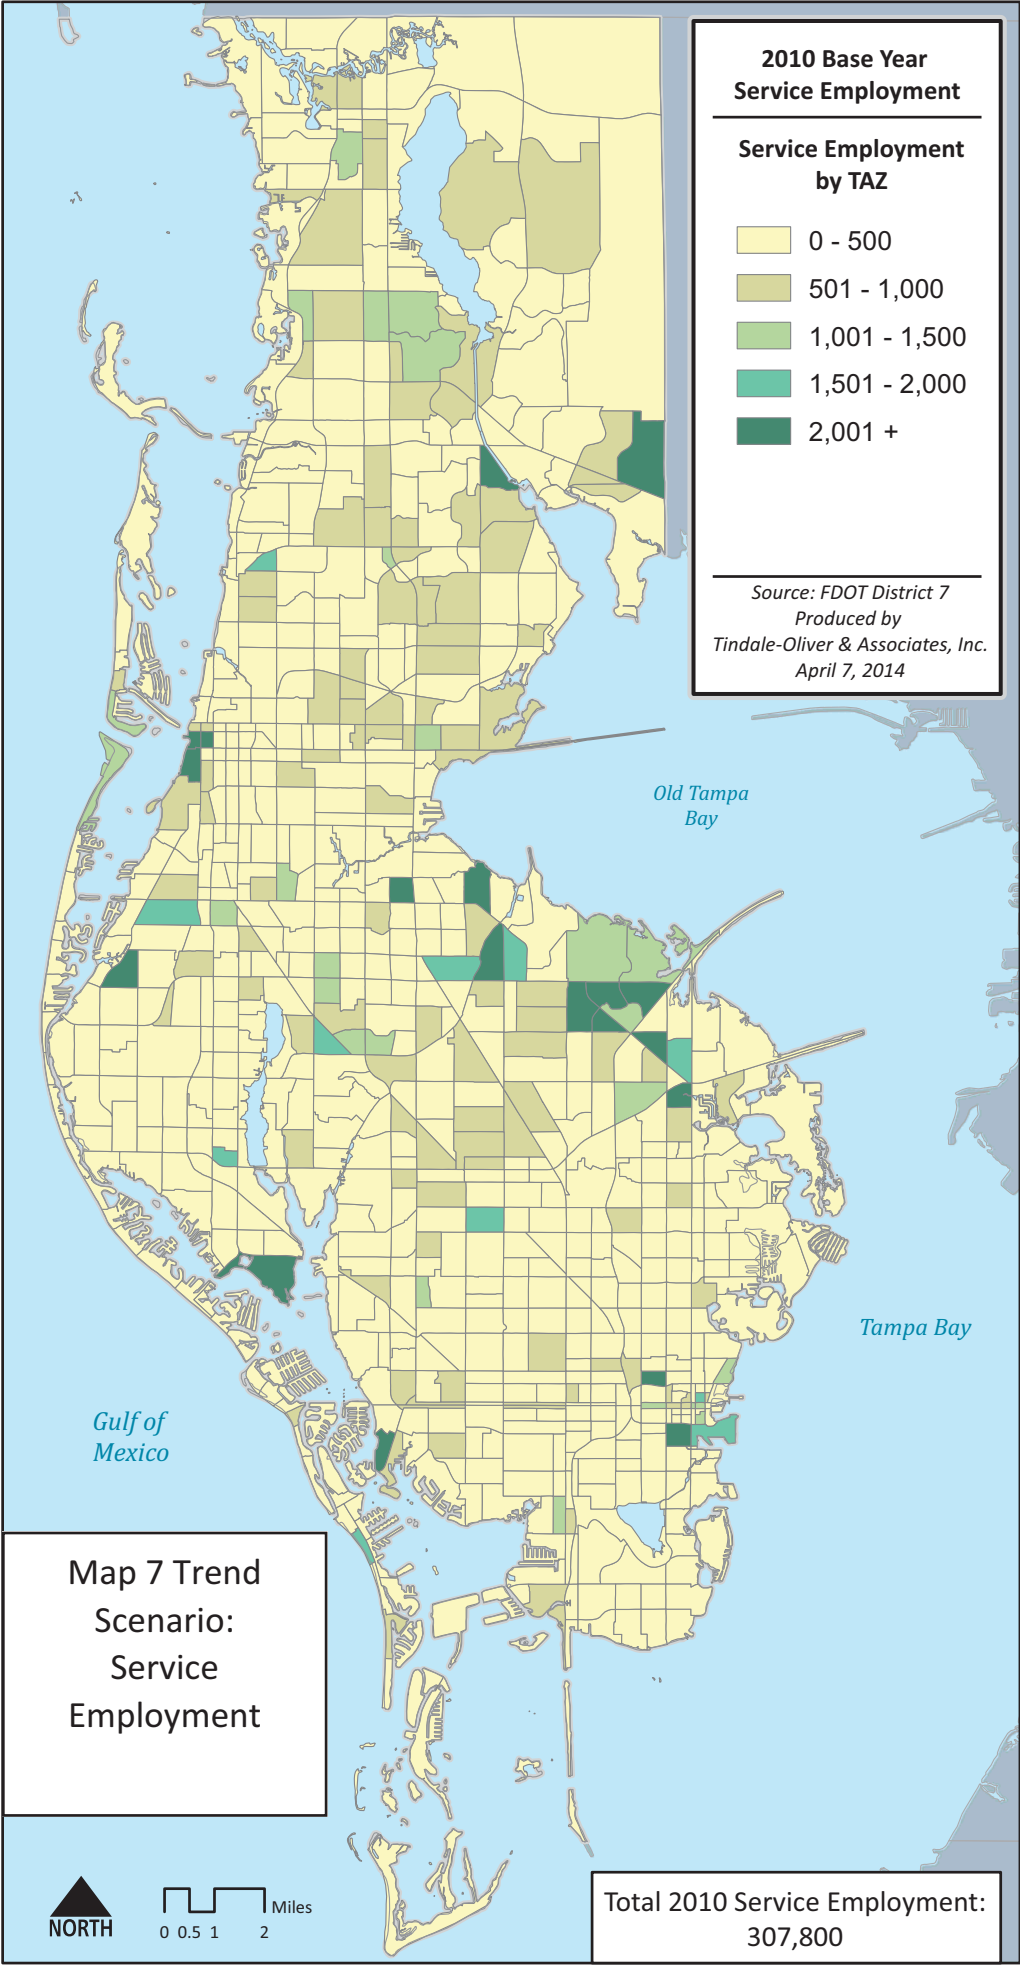 2010 Base Year
Service Employment
Service Employment
by TAZ
0 - 500
501 - 1,000
1,001 - 1,500
1,501 - 2,000
2,001 +
Source: FDOT District 7
Produced by
Tindale-Oliver & Associates, Inc.
April 7, 2014
Old Tampa
Bay
Tampa Bay
Gulf of
Mexico
Map 7 Trend
Scenario:
Service
Employment
NORTH
Miles
0 0.5 1 2
Total 2010 Service Employment:
307,800